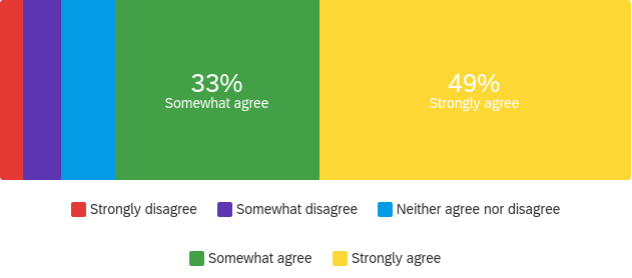 33%
Somewhat agree
49%
Strongly agree
Strongly disagree
Somewhat disagree
Neither agree nor disagree
Somewhat agree
Strongly agree